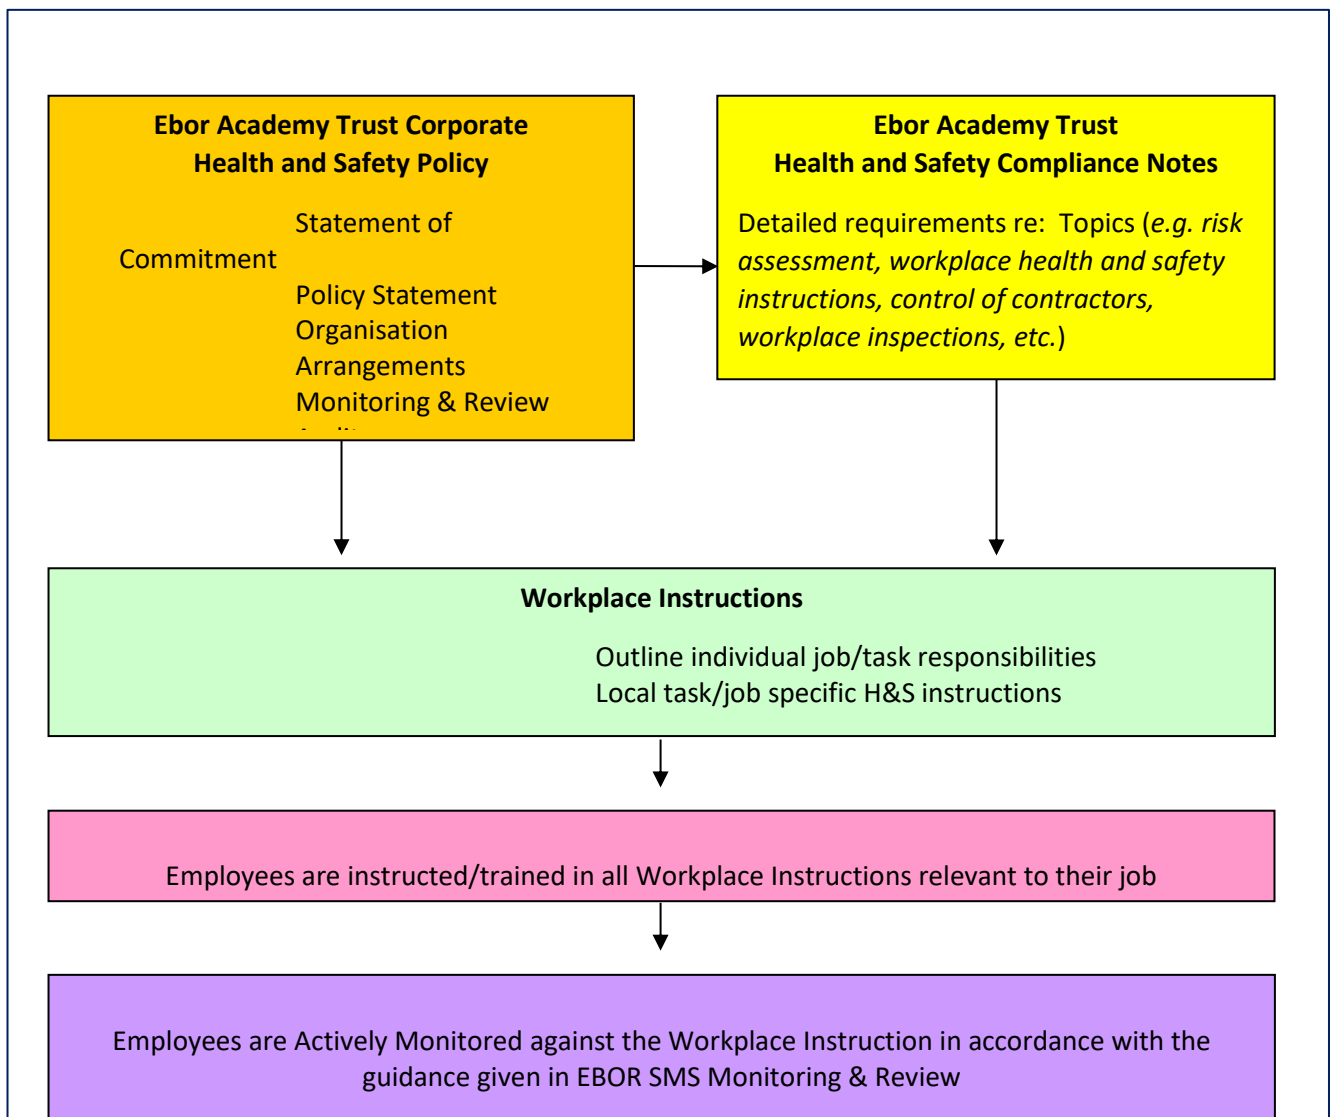 Ebor Academy Trust Corporate
Health and Safety Policy
Statement of
Commitment
Policy Statement
Organisation
Arrangements
Monitoring & Review
Ebor Academy Trust
Health and Safety Compliance Notes
Detailed requirements re: Topics (e.g. risk
assessment, workplace health and safety
instructions, control of contractors,
workplace inspections, etc.)
Workplace Instructions
Outline individual job/task responsibilities
Local task/job specific H&S instructions
Employees are instructed/trained in all Workplace Instructions relevant to their job
Employees are Actively Monitored against the Workplace Instruction in accordance with the
guidance given in EBOR SMS Monitoring & Review